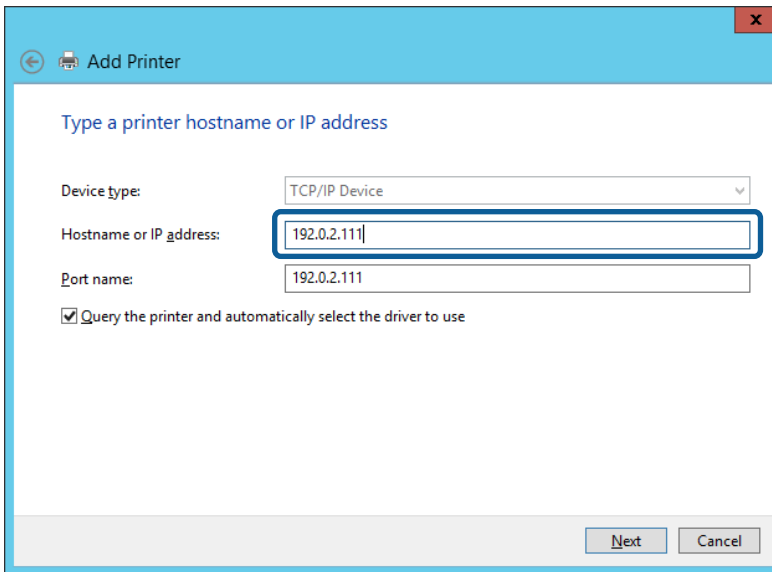 x
Add Printer
Type a printer hostname or IP address
Device type: TCP/IP Device
Hostname or IP address: 192.0.2.111
Port name: 192.0.2.111
Query the printer and automatically select the driver to use
Next Cancel